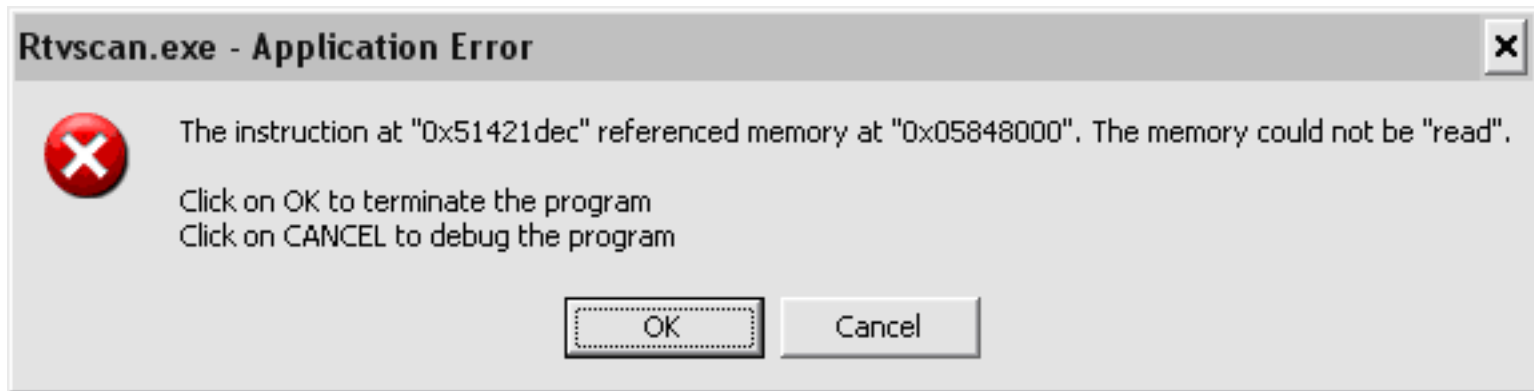 Rtvscan.exe - Application Error
The instruction at "0x51421dec" referenced memory at "0x05848000". The memory could not be "read".
Click on OK to terminate the program
Click on CANCEL to debug the program
OK
Cancel